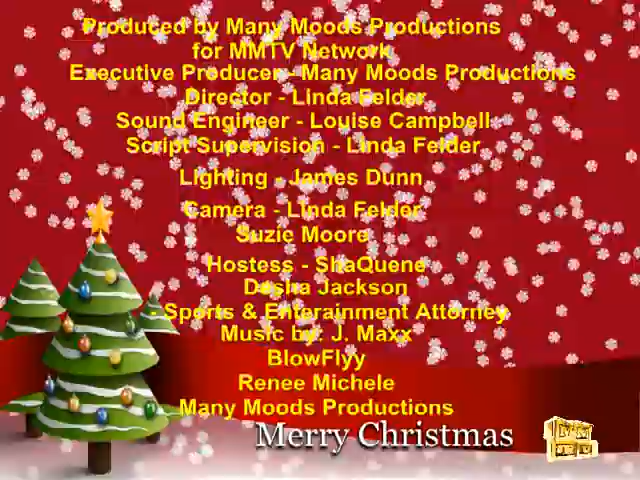 Produced by Many Moods Productions
for MMTV Network
Executive Producer - Many Moods Productions
Director - Linda Felder
Sound Engineer - Louise Campbell
Script Supervision - Linda Felder
Lighting - James Dunn
Camera - Linda Felder
Suzie Moore
Hostess - ShaQuene
Desha Jackson
- Sports & Enterainment Attorney
Music by: J. Maxx
BlowFlyy
Renee Michele
Many Moods Productions
Merry Christmas